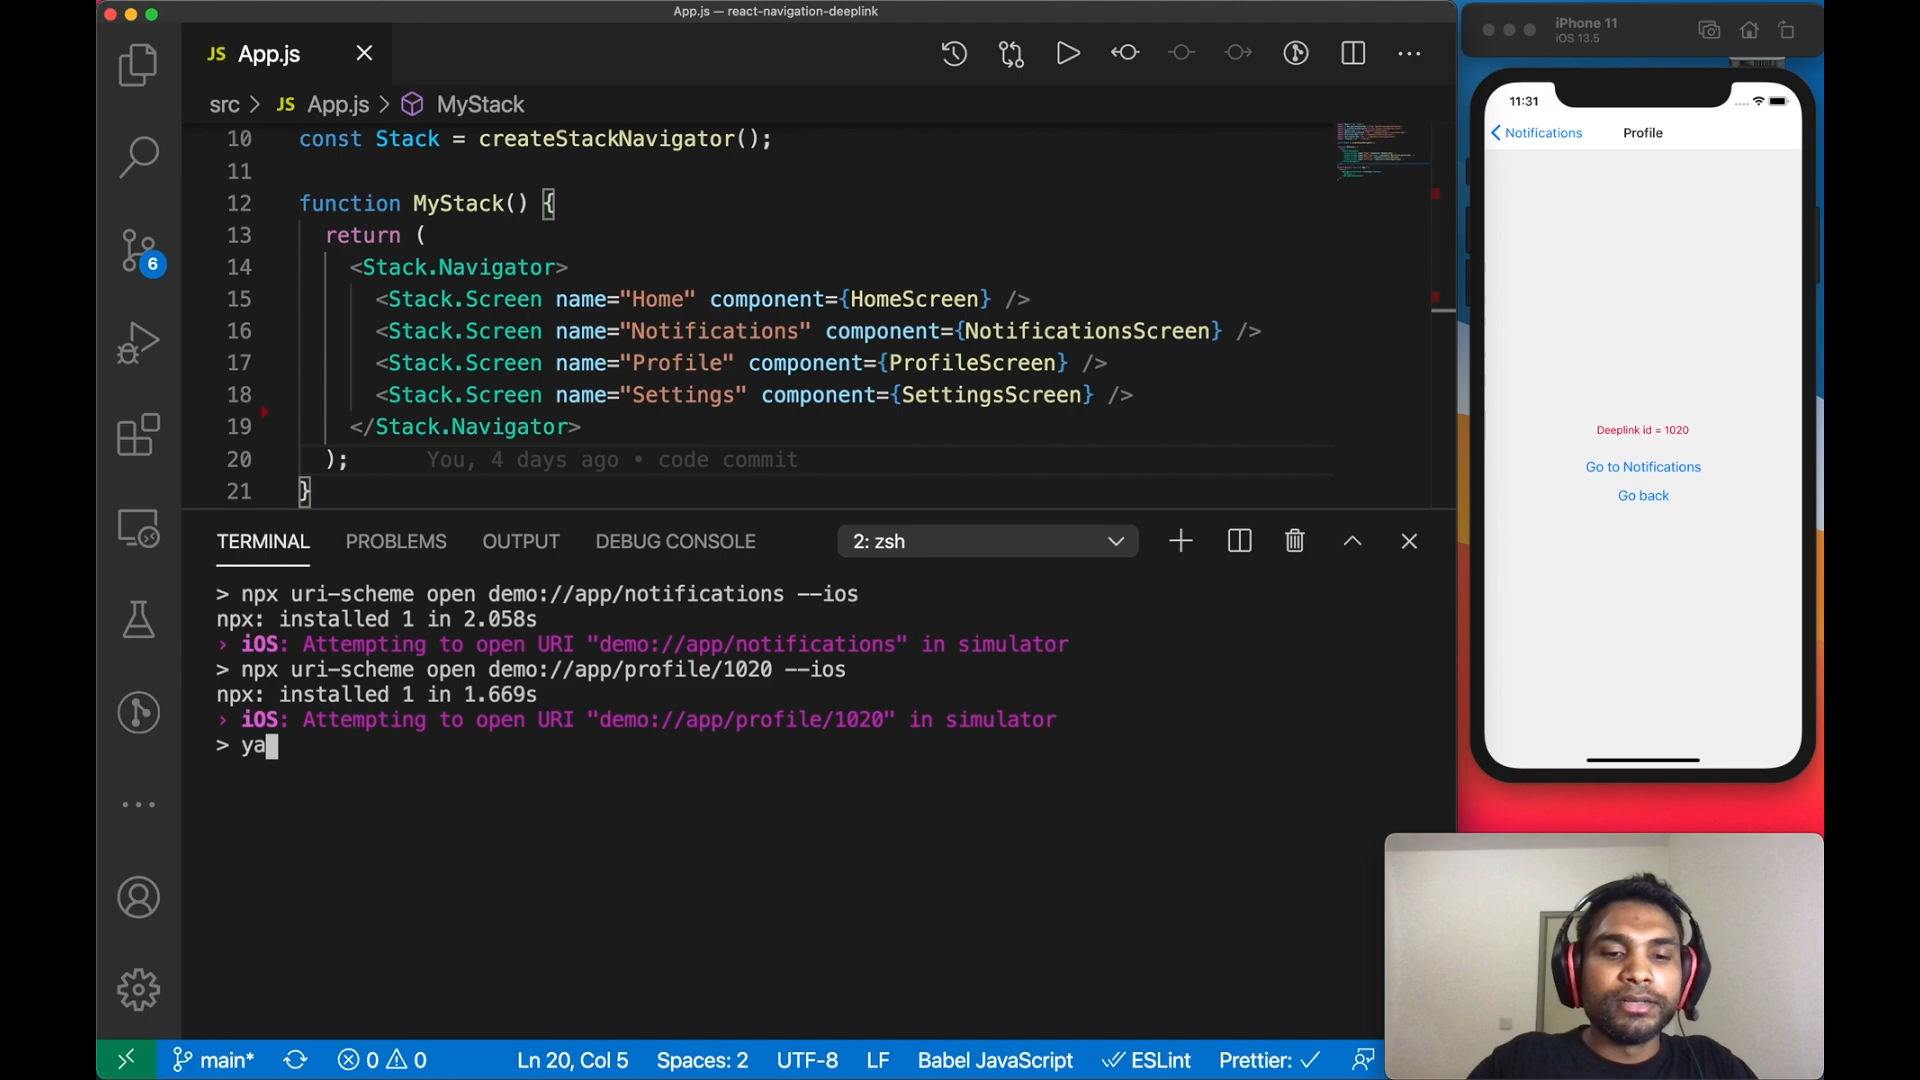 App.js — react-navigation-deeplink
JS App.js
src > JS App.js > MyStack
10 const Stack = createStackNavigator();
11
12 function MyStack() {
13 return (
14 <Stack.Navigator>
15 <Stack.Screen name="Home" component={HomeScreen} />
16 <Stack.Screen name="Notifications" component={NotificationsScreen} />
17 <Stack.Screen name="Profile" component={ProfileScreen} />
18 <Stack.Screen name="Settings" component={SettingsScreen} />
19 </Stack.Navigator>
20 ); You, 4 days ago • code commit
21 }
6
TERMINAL PROBLEMS OUTPUT DEBUG CONSOLE 2: zsh
> npx uri-scheme open demo://app/notifications --ios
npx: installed 1 in 2.058s
› iOS: Attempting to open URI "demo://app/notifications" in simulator
> npx uri-scheme open demo://app/profile/1020 --ios
npx: installed 1 in 1.669s
› iOS: Attempting to open URI "demo://app/profile/1020" in simulator
> ya
main* 0 0 Ln 20, Col 5 Spaces: 2 UTF-8 LF Babel JavaScript ESLint Prettier: ✓
iPhone 11
iOS 13.5
11:31
Notifications Profile
Deeplink id = 1020
Go to Notifications
Go back